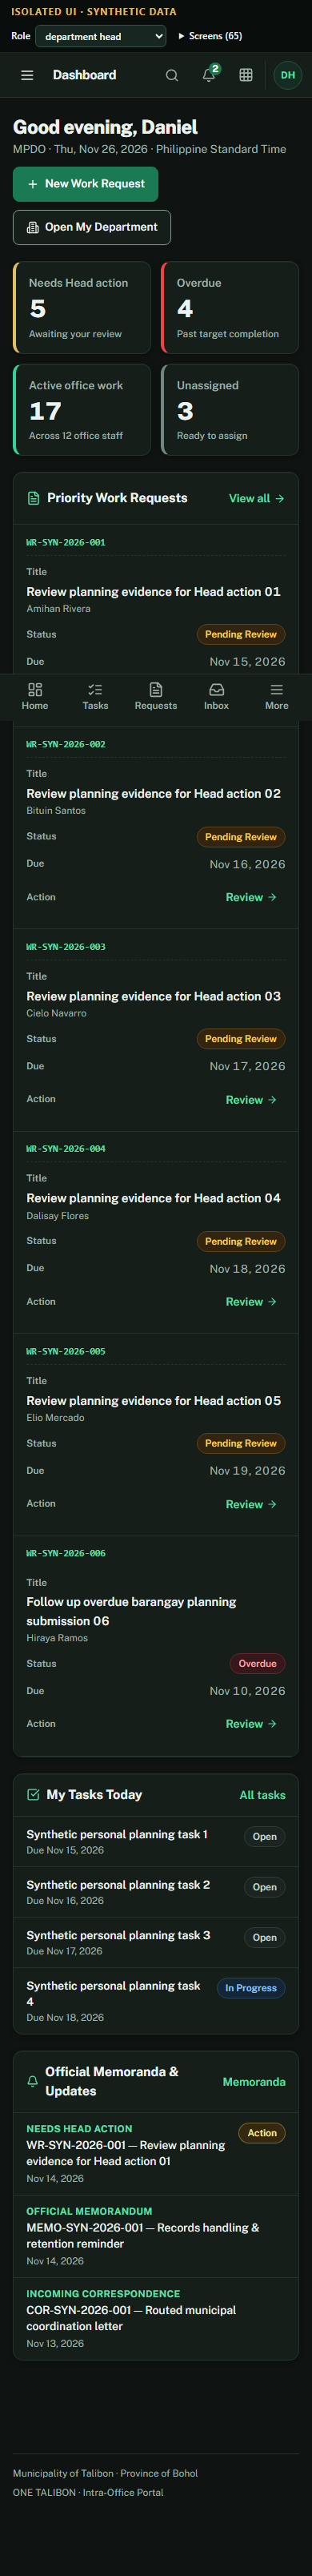 ISOLATED UI · SYNTHETIC DATA
Role department head ▸ Screens (65)
Dashboard 2 DH
Good evening, Daniel
MPDO · Thu, Nov 26, 2026 · Philippine Standard Time
+ New Work Request
Open My Department
Needs Head action
5
Awaiting your review
Overdue
4
Past target completion
Active office work
17
Across 12 office staff
Unassigned
3
Ready to assign
Priority Work Requests View all →
WR-SYN-2026-001
Title
Review planning evidence for Head action 01
Amihan Rivera
Status Pending Review
Due Nov 15, 2026
Home Tasks Requests Inbox More
WR-SYN-2026-002
Title
Review planning evidence for Head action 02
Bituin Santos
Status Pending Review
Due Nov 16, 2026
Action Review →
WR-SYN-2026-003
Title
Review planning evidence for Head action 03
Cielo Navarro
Status Pending Review
Due Nov 17, 2026
Action Review →
WR-SYN-2026-004
Title
Review planning evidence for Head action 04
Dalisay Flores
Status Pending Review
Due Nov 18, 2026
Action Review →
WR-SYN-2026-005
Title
Review planning evidence for Head action 05
Elio Mercado
Status Pending Review
Due Nov 19, 2026
Action Review →
WR-SYN-2026-006
Title
Follow up overdue barangay planning
submission 06
Hiraya Ramos
Status Overdue
Due Nov 10, 2026
Action Review →
My Tasks Today All tasks
Synthetic personal planning task 1 Open
Due Nov 15, 2026
Synthetic personal planning task 2 Open
Due Nov 16, 2026
Synthetic personal planning task 3 Open
Due Nov 17, 2026
Synthetic personal planning task
4 In Progress
Due Nov 18, 2026
Official Memoranda &
Updates Memoranda
NEEDS HEAD ACTION Action
WR-SYN-2026-001 — Review planning
evidence for Head action 01
Nov 14, 2026
OFFICIAL MEMORANDUM
MEMO-SYN-2026-001 — Records handling &
retention reminder
Nov 14, 2026
INCOMING CORRESPONDENCE
COR-SYN-2026-001 — Routed municipal
coordination letter
Nov 13, 2026
Municipality of Talibon · Province of Bohol
ONE TALIBON · Intra-Office Portal